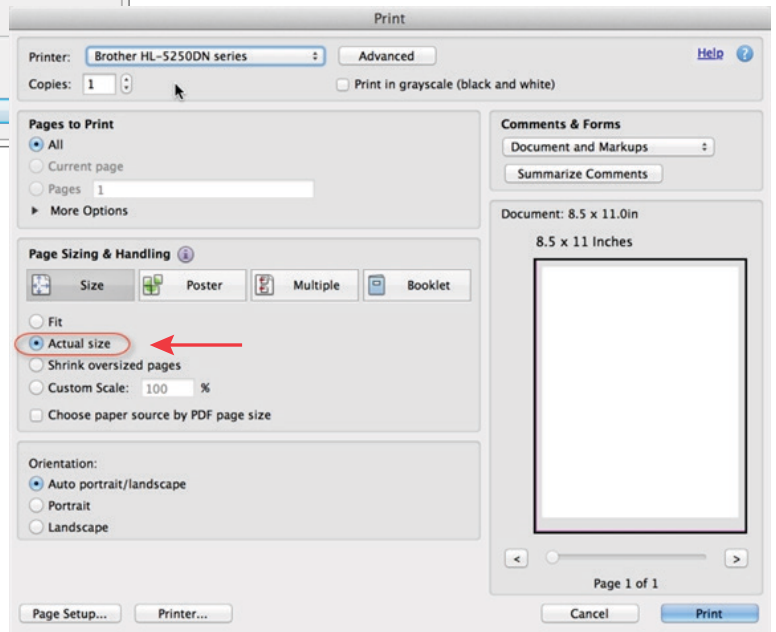 Print
Printer: Brother HL-5250DN series Advanced Help ?
Copies: 1 Print in grayscale (black and white)
Pages to Print
All
Current page
Pages 1
More Options
Comments & Forms
Document and Markups
Summarize Comments
Page Sizing & Handling i
Size Poster Multiple Booklet
Fit
Actual size
Shrink oversized pages
Custom Scale: 100 %
Choose paper source by PDF page size
Orientation:
Auto portrait/landscape
Portrait
Landscape
Document: 8.5 x 11.0in
8.5 x 11 Inches
< >
Page 1 of 1
Page Setup... Printer... Cancel Print